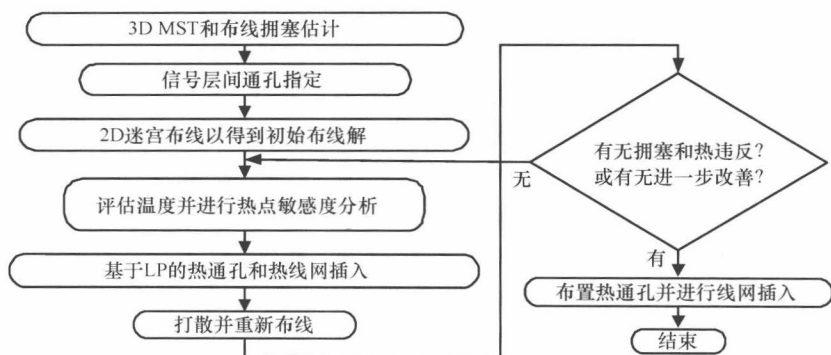 3D MST和布线拥塞估计
信号层间通孔指定
2D迷宫布线以得到初始布线解
评估温度并进行热点敏感度分析
基于LP的热通孔和热线网插入
打散并重新布线
有无拥塞和热违反?
或有无进一步改善?
无
有
布置热通孔并进行线网插入
结束